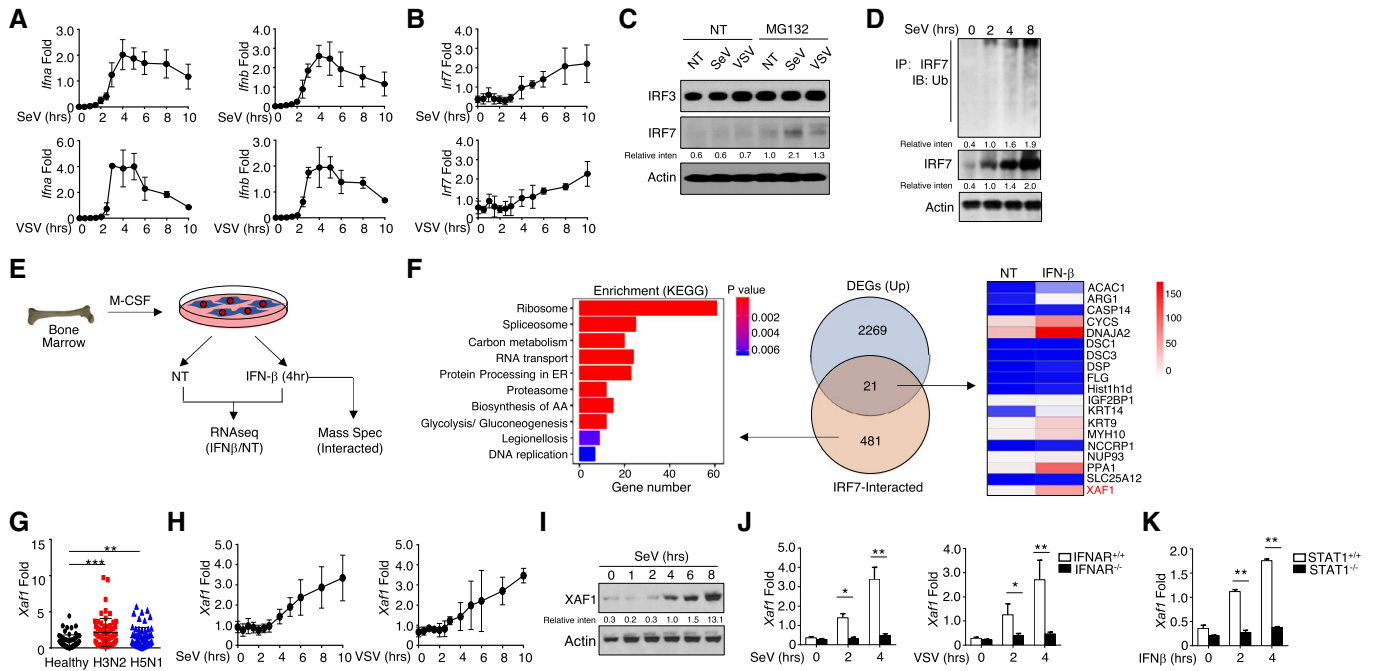 A
Ifna Fold
3.0
2.0
1.0
0
SeV (hrs) 0 2 4 6 8 10
Ifnb Fold
4.0
3.0
2.0
1.0
0
SeV (hrs) 0 2 4 6 8 10
Ifna Fold
6.0
4.0
2.0
0
VSV (hrs) 0 2 4 6 8 10
Ifnb Fold
3.0
2.0
1.0
0
VSV (hrs) 0 2 4 6 8 10
B
Irf7 Fold
4.0
3.0
2.0
1.0
0
SeV (hrs) 0 2 4 6 8 10
Irf7 Fold
4.0
3.0
2.0
1.0
0
VSV (hrs) 0 2 4 6 8 10
C
NT MG132
NT SeV VSV NT SeV VSV
IRF3
IRF7
Relative inten 0.6 0.6 0.7 1.0 2.1 1.3
Actin
D
SeV (hrs) 0 2 4 8
IP: IRF7
IB: Ub
Relative inten 0.4 1.0 1.6 1.9
IRF7
Relative inten 0.4 1.0 1.4 2.0
Actin
E
M-CSF
Bone
Marrow
NT IFN-β (4hr)
RNAseq
(IFNβ/NT)
Mass Spec
(Interacted)
F
Enrichment (KEGG)
Ribosome
Spliceosome
Carbon metabolism
RNA transport
Protein Processing in ER
Proteasome
Biosynthesis of AA
Glycolysis/ Gluconeogenesis
Legionellosis
DNA replication
0 20 40 60
Gene number
P value
0.002
0.004
0.006
DEGs (Up)
2269
21
481
IRF7-Interacted
NT IFN-β
ACAC1
ARG1
CASP14
CYCS
DNAJA2
DSC1
DSC3
DSP
FLG
Hist1h1d
IGF2BP1
KRT14
KRT9
MYH10
NCCRP1
NUP93
PPA1
SLC25A12
XAF1
150
100
50
0
G
Xaf1 Fold
15
10
5
0
**
***
Healthy H3N2 H5N1
H
Xaf1 Fold
5.0
4.0
3.0
2.0
1.0
0.0
SeV (hrs) 0 2 4 6 8 10
Xaf1 Fold
5.0
4.0
3.0
2.0
1.0
0.0
VSV (hrs) 0 2 4 6 8 10
I
SeV (hrs)
0 1 2 4 6 8
XAF1
Relative inten 0.3 0.2 0.3 1.0 1.5 13.1
Actin
J
Xaf1 Fold
5.0
4.0
3.0
2.0
1.0
0.0
*
**
SeV (hrs) 0 2 4
Xaf1 Fold
4.0
3.0
2.0
1.0
0.0
*
**
VSV (hrs) 0 2 4
IFNAR+/+
IFNAR-/-
K
Xaf1 Fold
2.0
1.5
1.0
0.5
0.0
**
**
IFNβ (hrs) 0 2 4
STAT1+/+
STAT1-/-